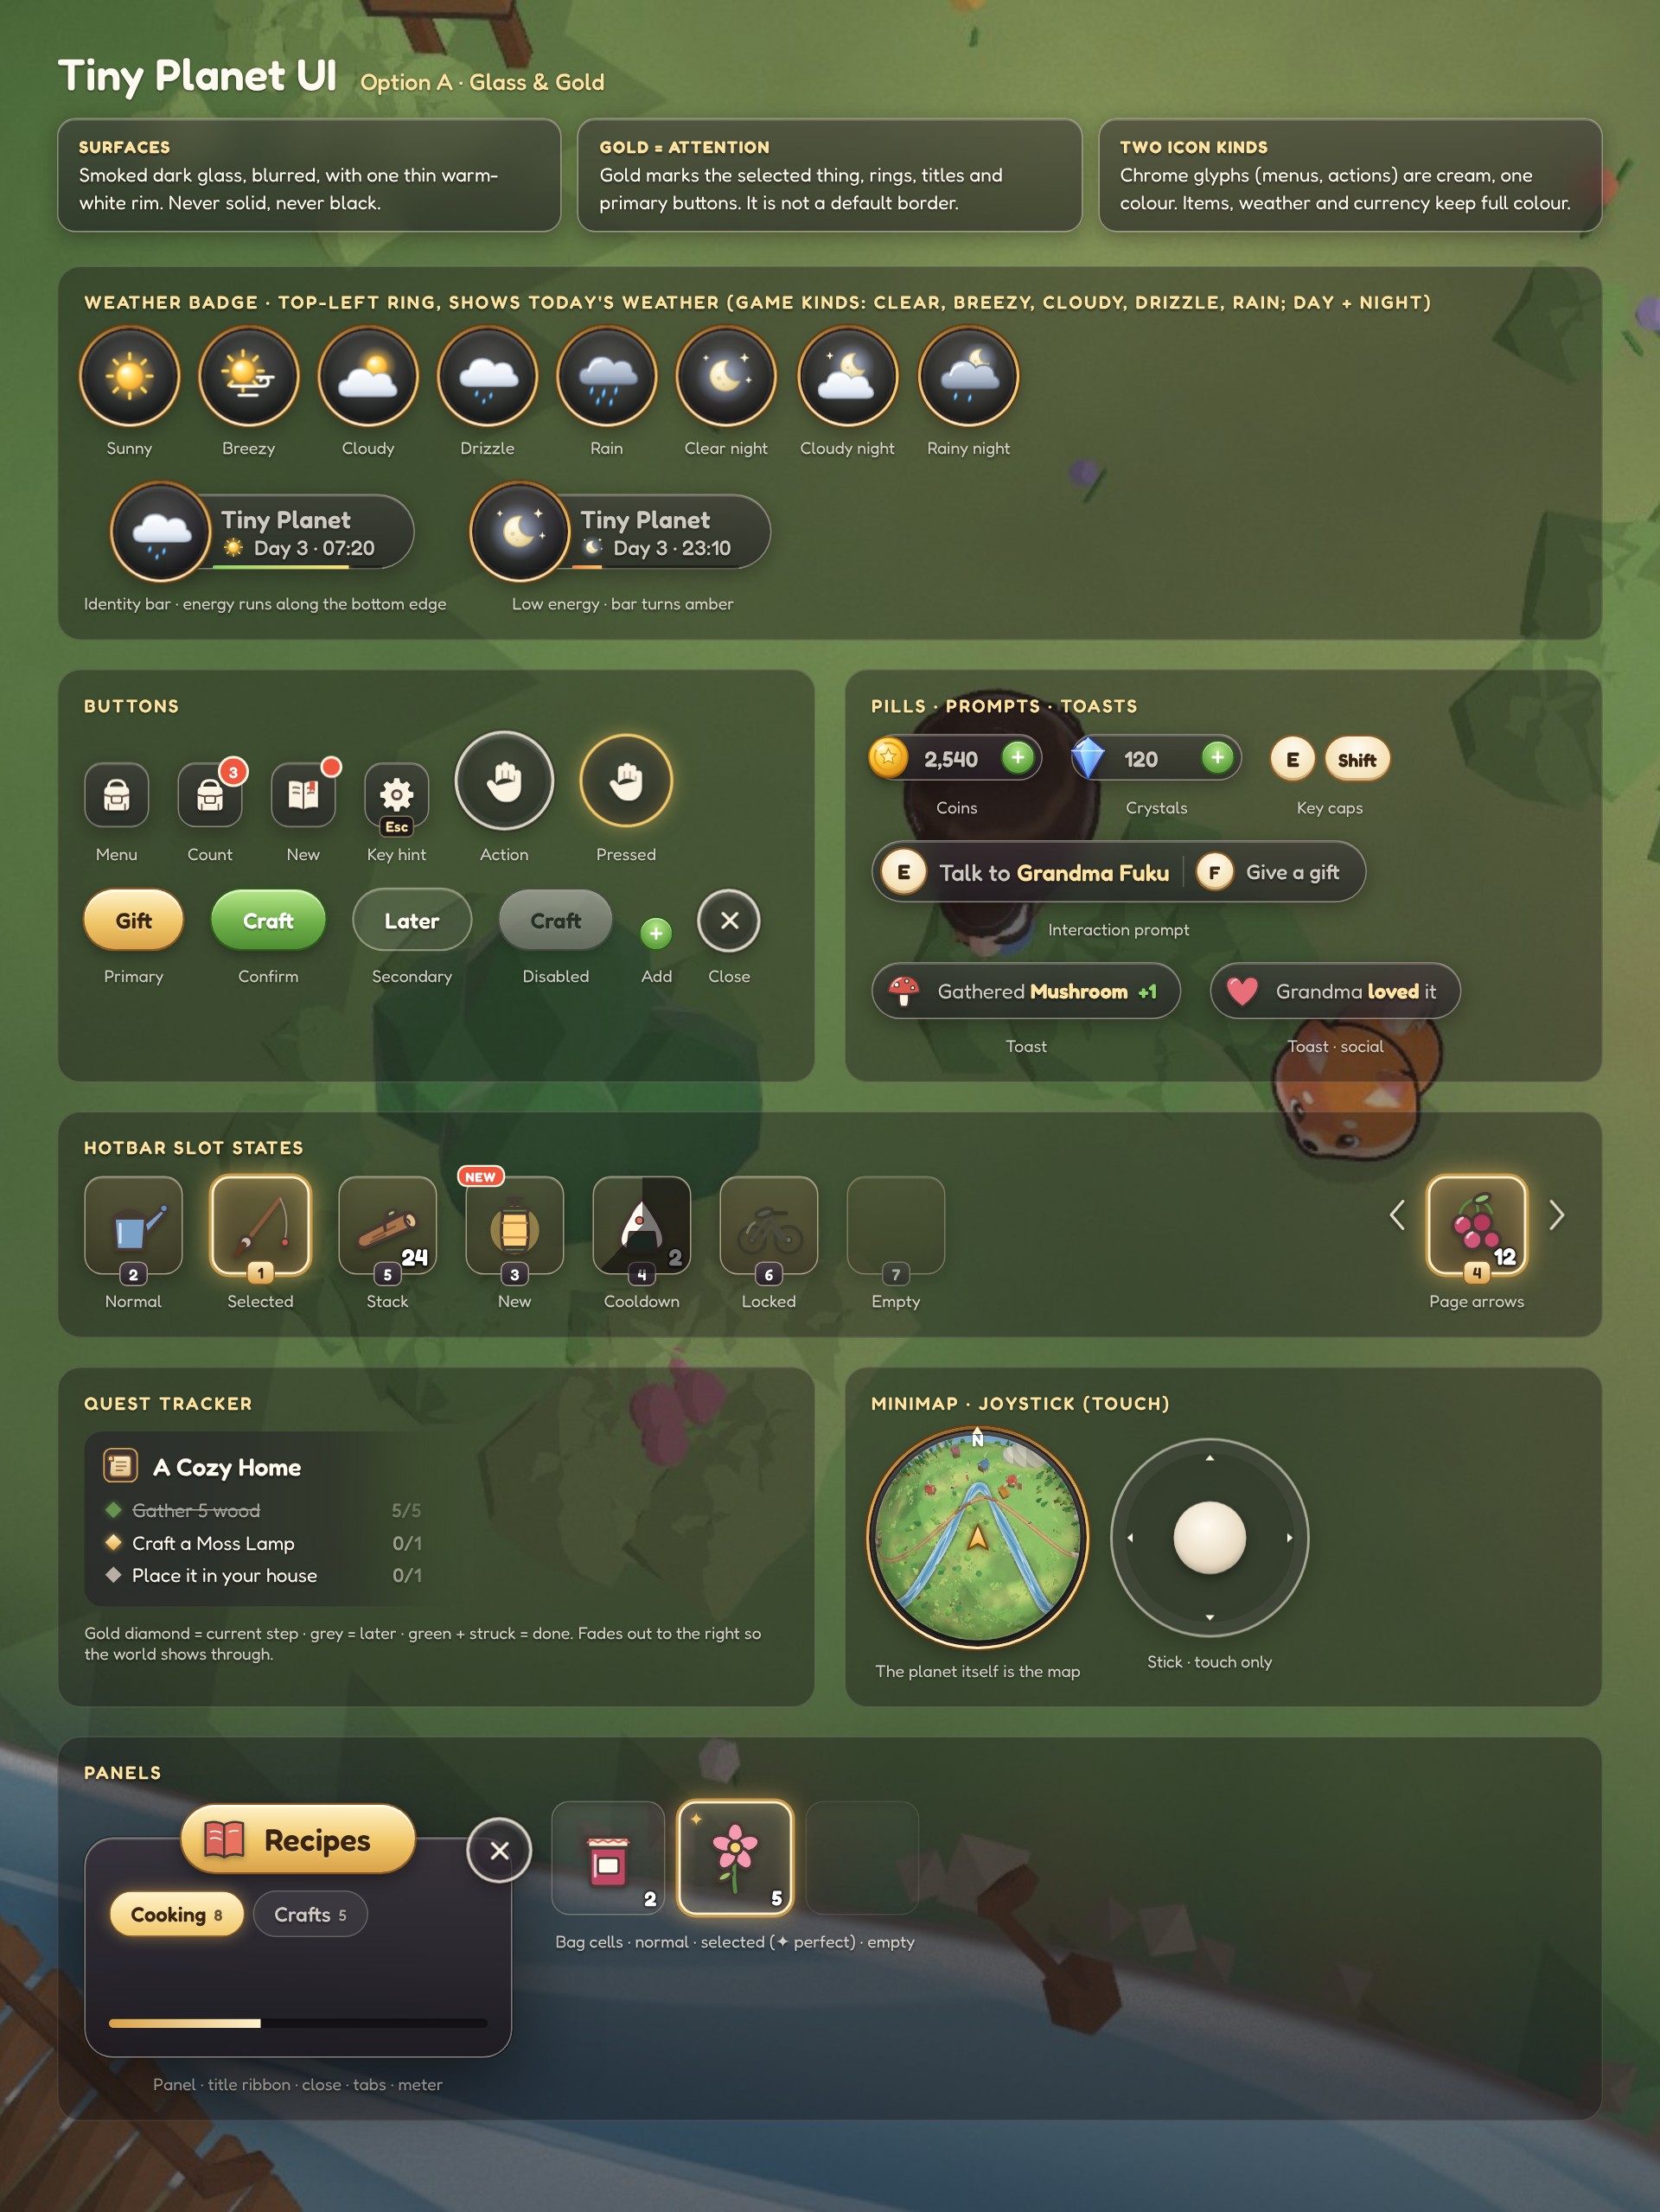 Tiny Planet UI Option A · Glass & Gold
SURFACES
Smoked dark glass, blurred, with one thin warm-
white rim. Never solid, never black.
GOLD = ATTENTION
Gold marks the selected thing, rings, titles and
primary buttons. It is not a default border.
TWO ICON KINDS
Chrome glyphs (menus, actions) are cream, one
colour. Items, weather and currency keep full colour.
WEATHER BADGE · TOP-LEFT RING, SHOWS TODAY'S WEATHER (GAME KINDS: CLEAR, BREEZY, CLOUDY, DRIZZLE, RAIN; DAY + NIGHT)
Sunny Breezy Cloudy Drizzle Rain Clear night Cloudy night Rainy night
Tiny Planet
Day 3 · 07:20
Tiny Planet
Day 3 · 23:10
Identity bar · energy runs along the bottom edge
Low energy · bar turns amber
BUTTONS
3
Esc
Menu Count New Key hint Action Pressed
Gift Craft Later Craft
Primary Confirm Secondary Disabled Add Close
PILLS · PROMPTS · TOASTS
2,540 120 E Shift
Coins Crystals Key caps
E Talk to Grandma Fuku F Give a gift
Interaction prompt
Gathered Mushroom +1
Grandma loved it
Toast
Toast · social
HOTBAR SLOT STATES
NEW
24 2 12
2 1 5 3 4 6 7 4
Normal Selected Stack New Cooldown Locked Empty Page arrows
QUEST TRACKER
A Cozy Home
Gather 5 wood 5/5
Craft a Moss Lamp 0/1
Place it in your house 0/1
Gold diamond = current step · grey = later · green + struck = done. Fades out to the right so
the world shows through.
MINIMAP · JOYSTICK (TOUCH)
N
The planet itself is the map
Stick · touch only
PANELS
Recipes
Cooking 8 Crafts 5
Panel · title ribbon · close · tabs · meter
2 5
Bag cells · normal · selected (✦ perfect) · empty